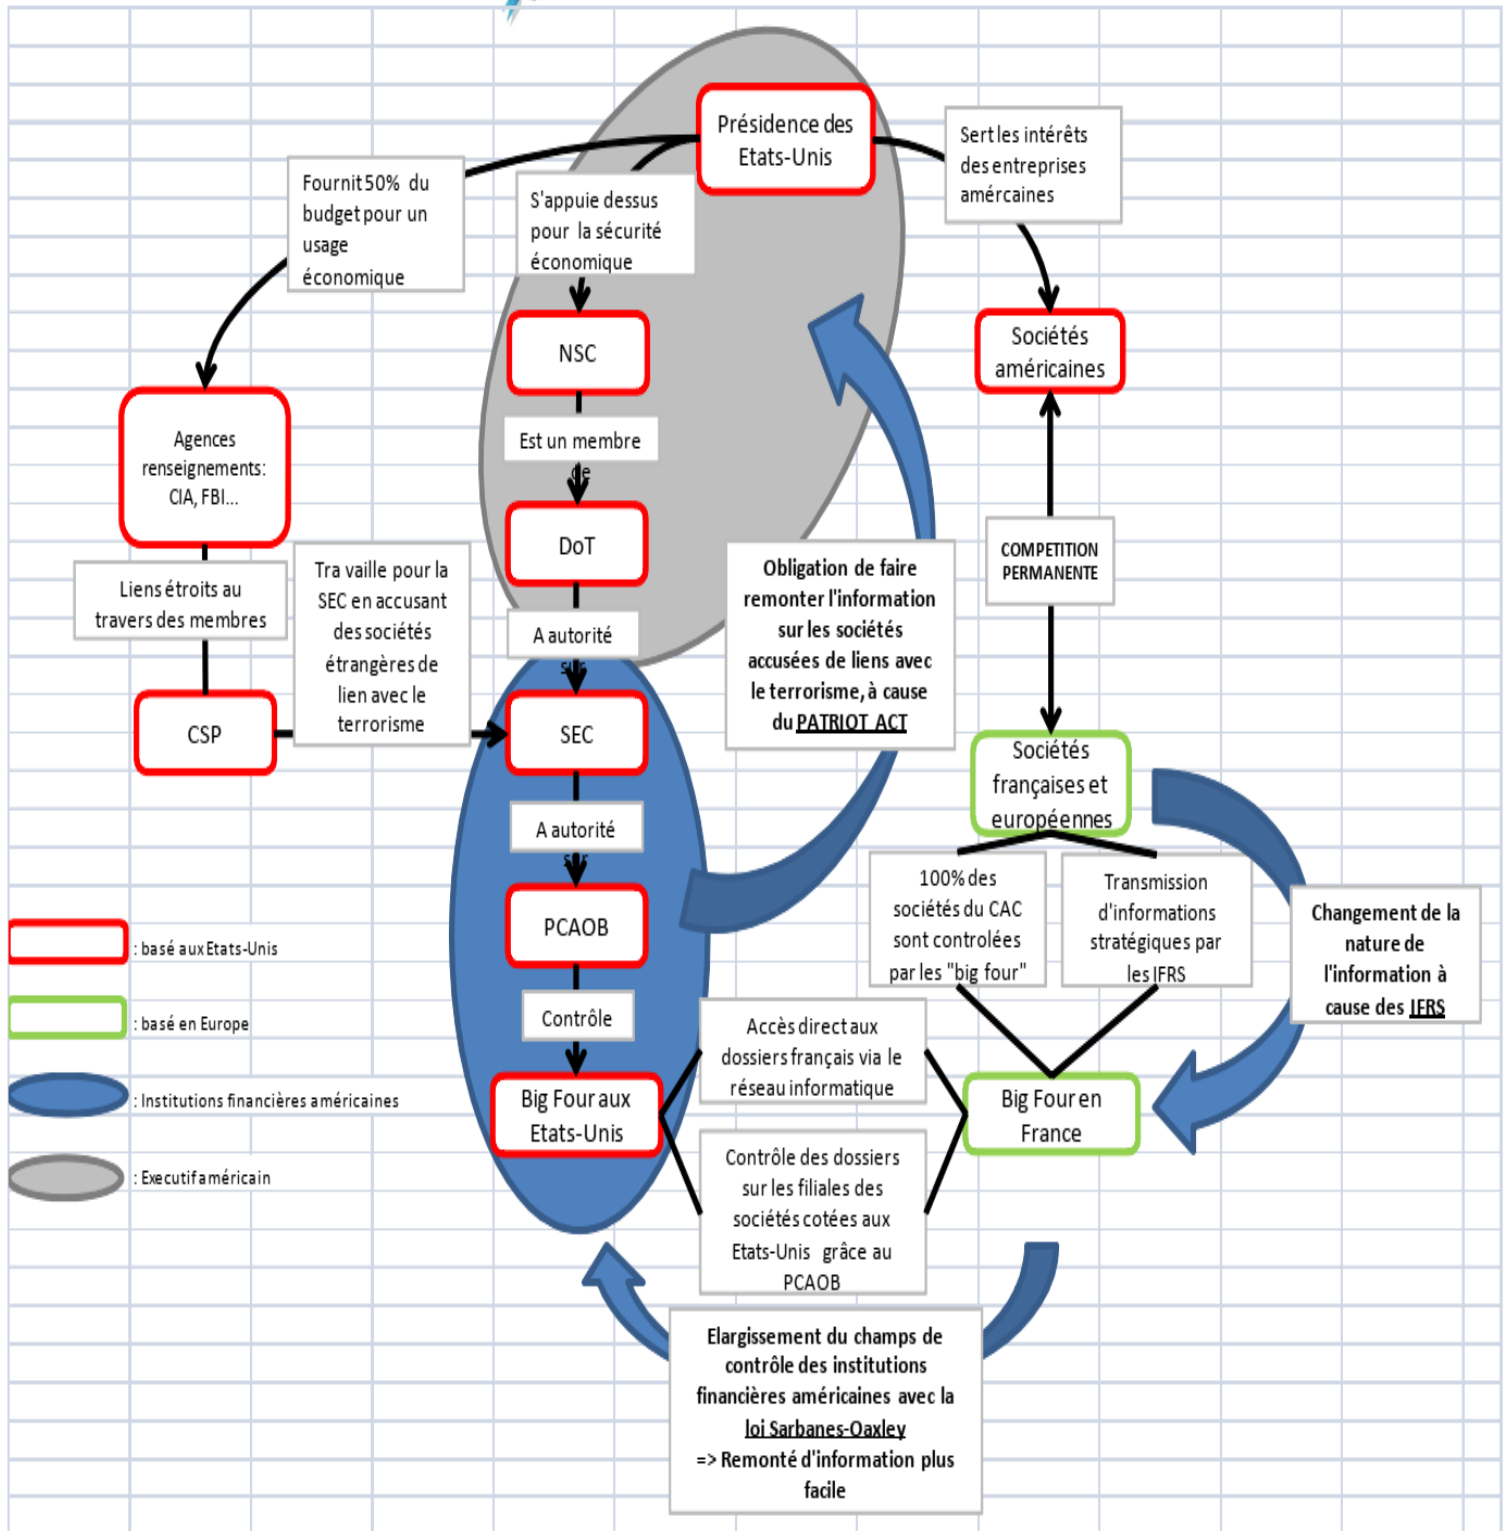 Présidence des
Etats-Unis
Sert les intérêts
des entreprises
amércaines
Fournit 50% du
budget pour un
usage
économique
S'appuie dessus
pour la sécurité
économique
NSC
Sociétés
américaines
Agences
renseignements:
CIA, FBI...
Est un membre
de
DoT
COMPETITION
PERMANENTE
Liens étroits au
travers des membres
Tra vaille pour la
SEC en accusant
des sociétés
étrangères de
lien avec le
terrorisme
A autorité
sur
Obligation de faire
remonter l'information
sur les sociétés
accusées de liens avec
le terrorisme, à cause
du PATRIOT ACT
CSP
SEC
Sociétés
françaises et
européennes
A autorité
sur
100% des
sociétés du CAC
sont controlées
par les "big four"
Transmission
d'informations
stratégiques par
les IFRS
Changement de la
nature de
l'information à
cause des IFRS
PCAOB
: basé aux Etats-Unis
: basé en Europe
: Institutions financières américaines
: Executif américain
Contrôle
Accès direct aux
dossiers français via le
réseau informatique
Big Four aux
Etats-Unis
Big Four en
France
Contrôle des dossiers
sur les filiales des
sociétés cotées aux
Etats-Unis grâce au
PCAOB
Elargissement du champs de
contrôle des institutions
financières américaines avec la
loi Sarbanes-Oaxley
=> Remonté d'information plus
facile